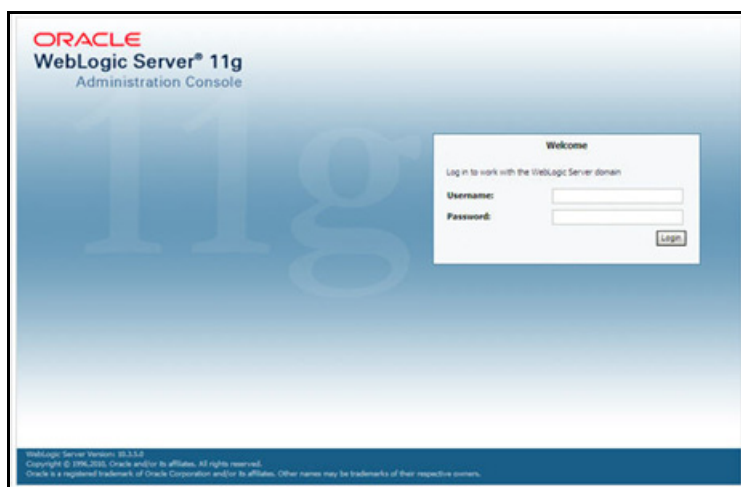 ORACLE
WebLogic Server® 11g
Administration Console
11g
Welcome
Log in to work with the WebLogic Server domain
Username:
Password:
Login
WebLogic Server Version: 10.3.5.0
Copyright © 1996,2010, Oracle and/or its affiliates. All rights reserved.
Oracle is a registered trademark of Oracle Corporation and/or its affiliates. Other names may be trademarks of their respective owners.